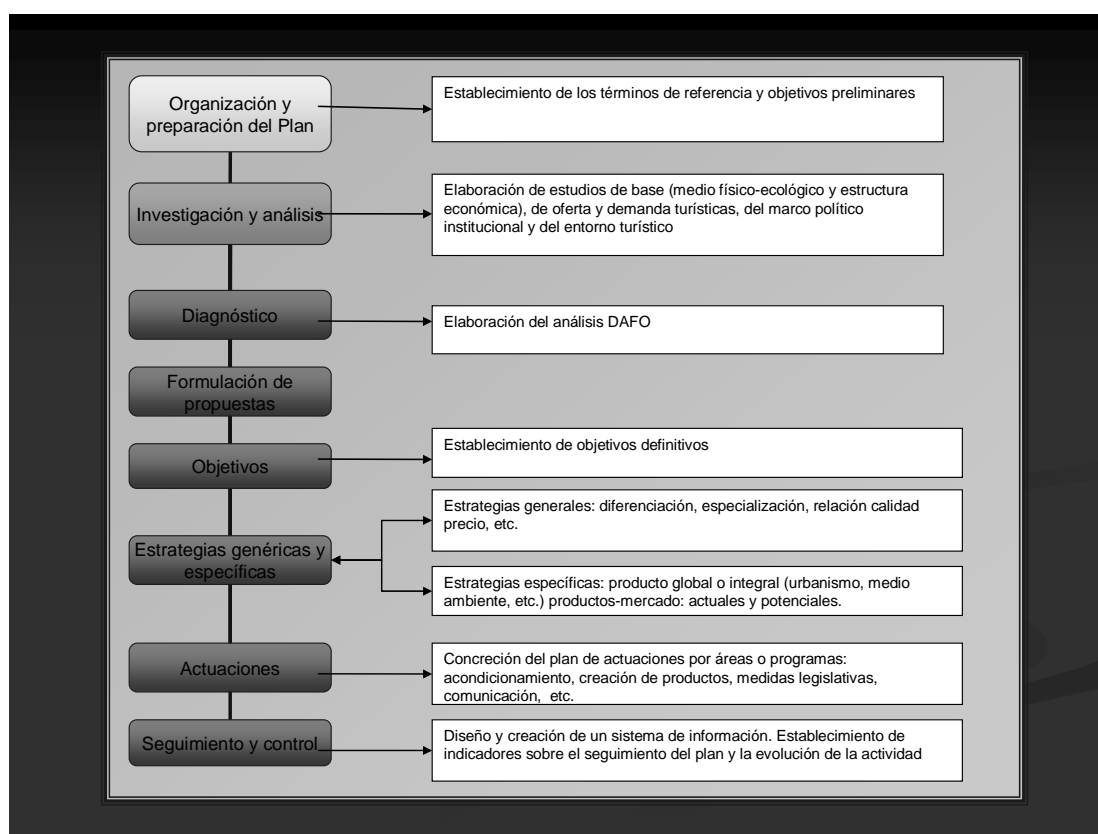 Organización y
preparación del Plan
Establecimiento de los términos de referencia y objetivos preliminares
Investigación y análisis
Elaboración de estudios de base (medio físico-ecológico y estructura
económica), de oferta y demanda turísticas, del marco político
institucional y del entorno turístico
Diagnóstico
Elaboración del análisis DAFO
Formulación de
propuestas
Objetivos
Establecimiento de objetivos definitivos
Estrategias genéricas y
específicas
Estrategias generales: diferenciación, especialización, relación calidad
precio, etc.
Estrategias específicas: producto global o integral (urbanismo, medio
ambiente, etc.) productos-mercado: actuales y potenciales.
Actuaciones
Concreción del plan de actuaciones por áreas o programas:
acondicionamiento, creación de productos, medidas legislativas,
comunicación, etc.
Seguimiento y control
Diseño y creación de un sistema de información. Establecimiento de
indicadores sobre el seguimiento del plan y la evolución de la actividad